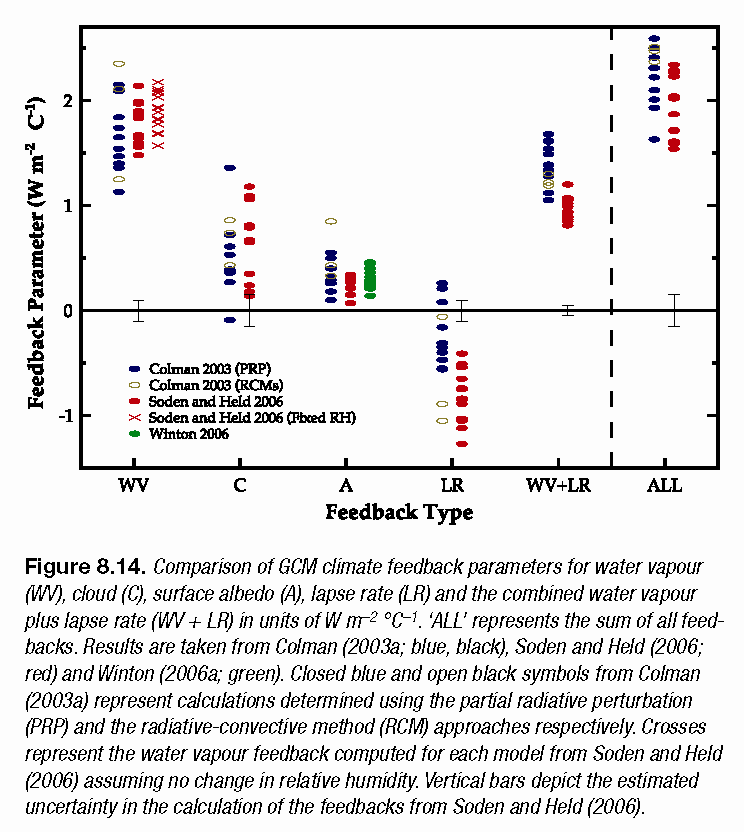 2
1
0
-1
Feedback Parameter (W m⁻² C⁻¹)
Colman 2003 (PRP)
Colman 2003 (RCMs)
Soden and Held 2006
Soden and Held 2006 (Fixed RH)
Winton 2006
WV C A LR WV+LR ALL
Feedback Type
Figure 8.14. Comparison of GCM climate feedback parameters for water vapour
(WV), cloud (C), surface albedo (A), lapse rate (LR) and the combined water vapour
plus lapse rate (WV + LR) in units of W m⁻² °C⁻¹. ‘ALL’ represents the sum of all feed-
backs. Results are taken from Colman (2003a; blue, black), Soden and Held (2006;
red) and Winton (2006a; green). Closed blue and open black symbols from Colman
(2003a) represent calculations determined using the partial radiative perturbation
(PRP) and the radiative-convective method (RCM) approaches respectively. Crosses
represent the water vapour feedback computed for each model from Soden and Held
(2006) assuming no change in relative humidity. Vertical bars depict the estimated
uncertainty in the calculation of the feedbacks from Soden and Held (2006).